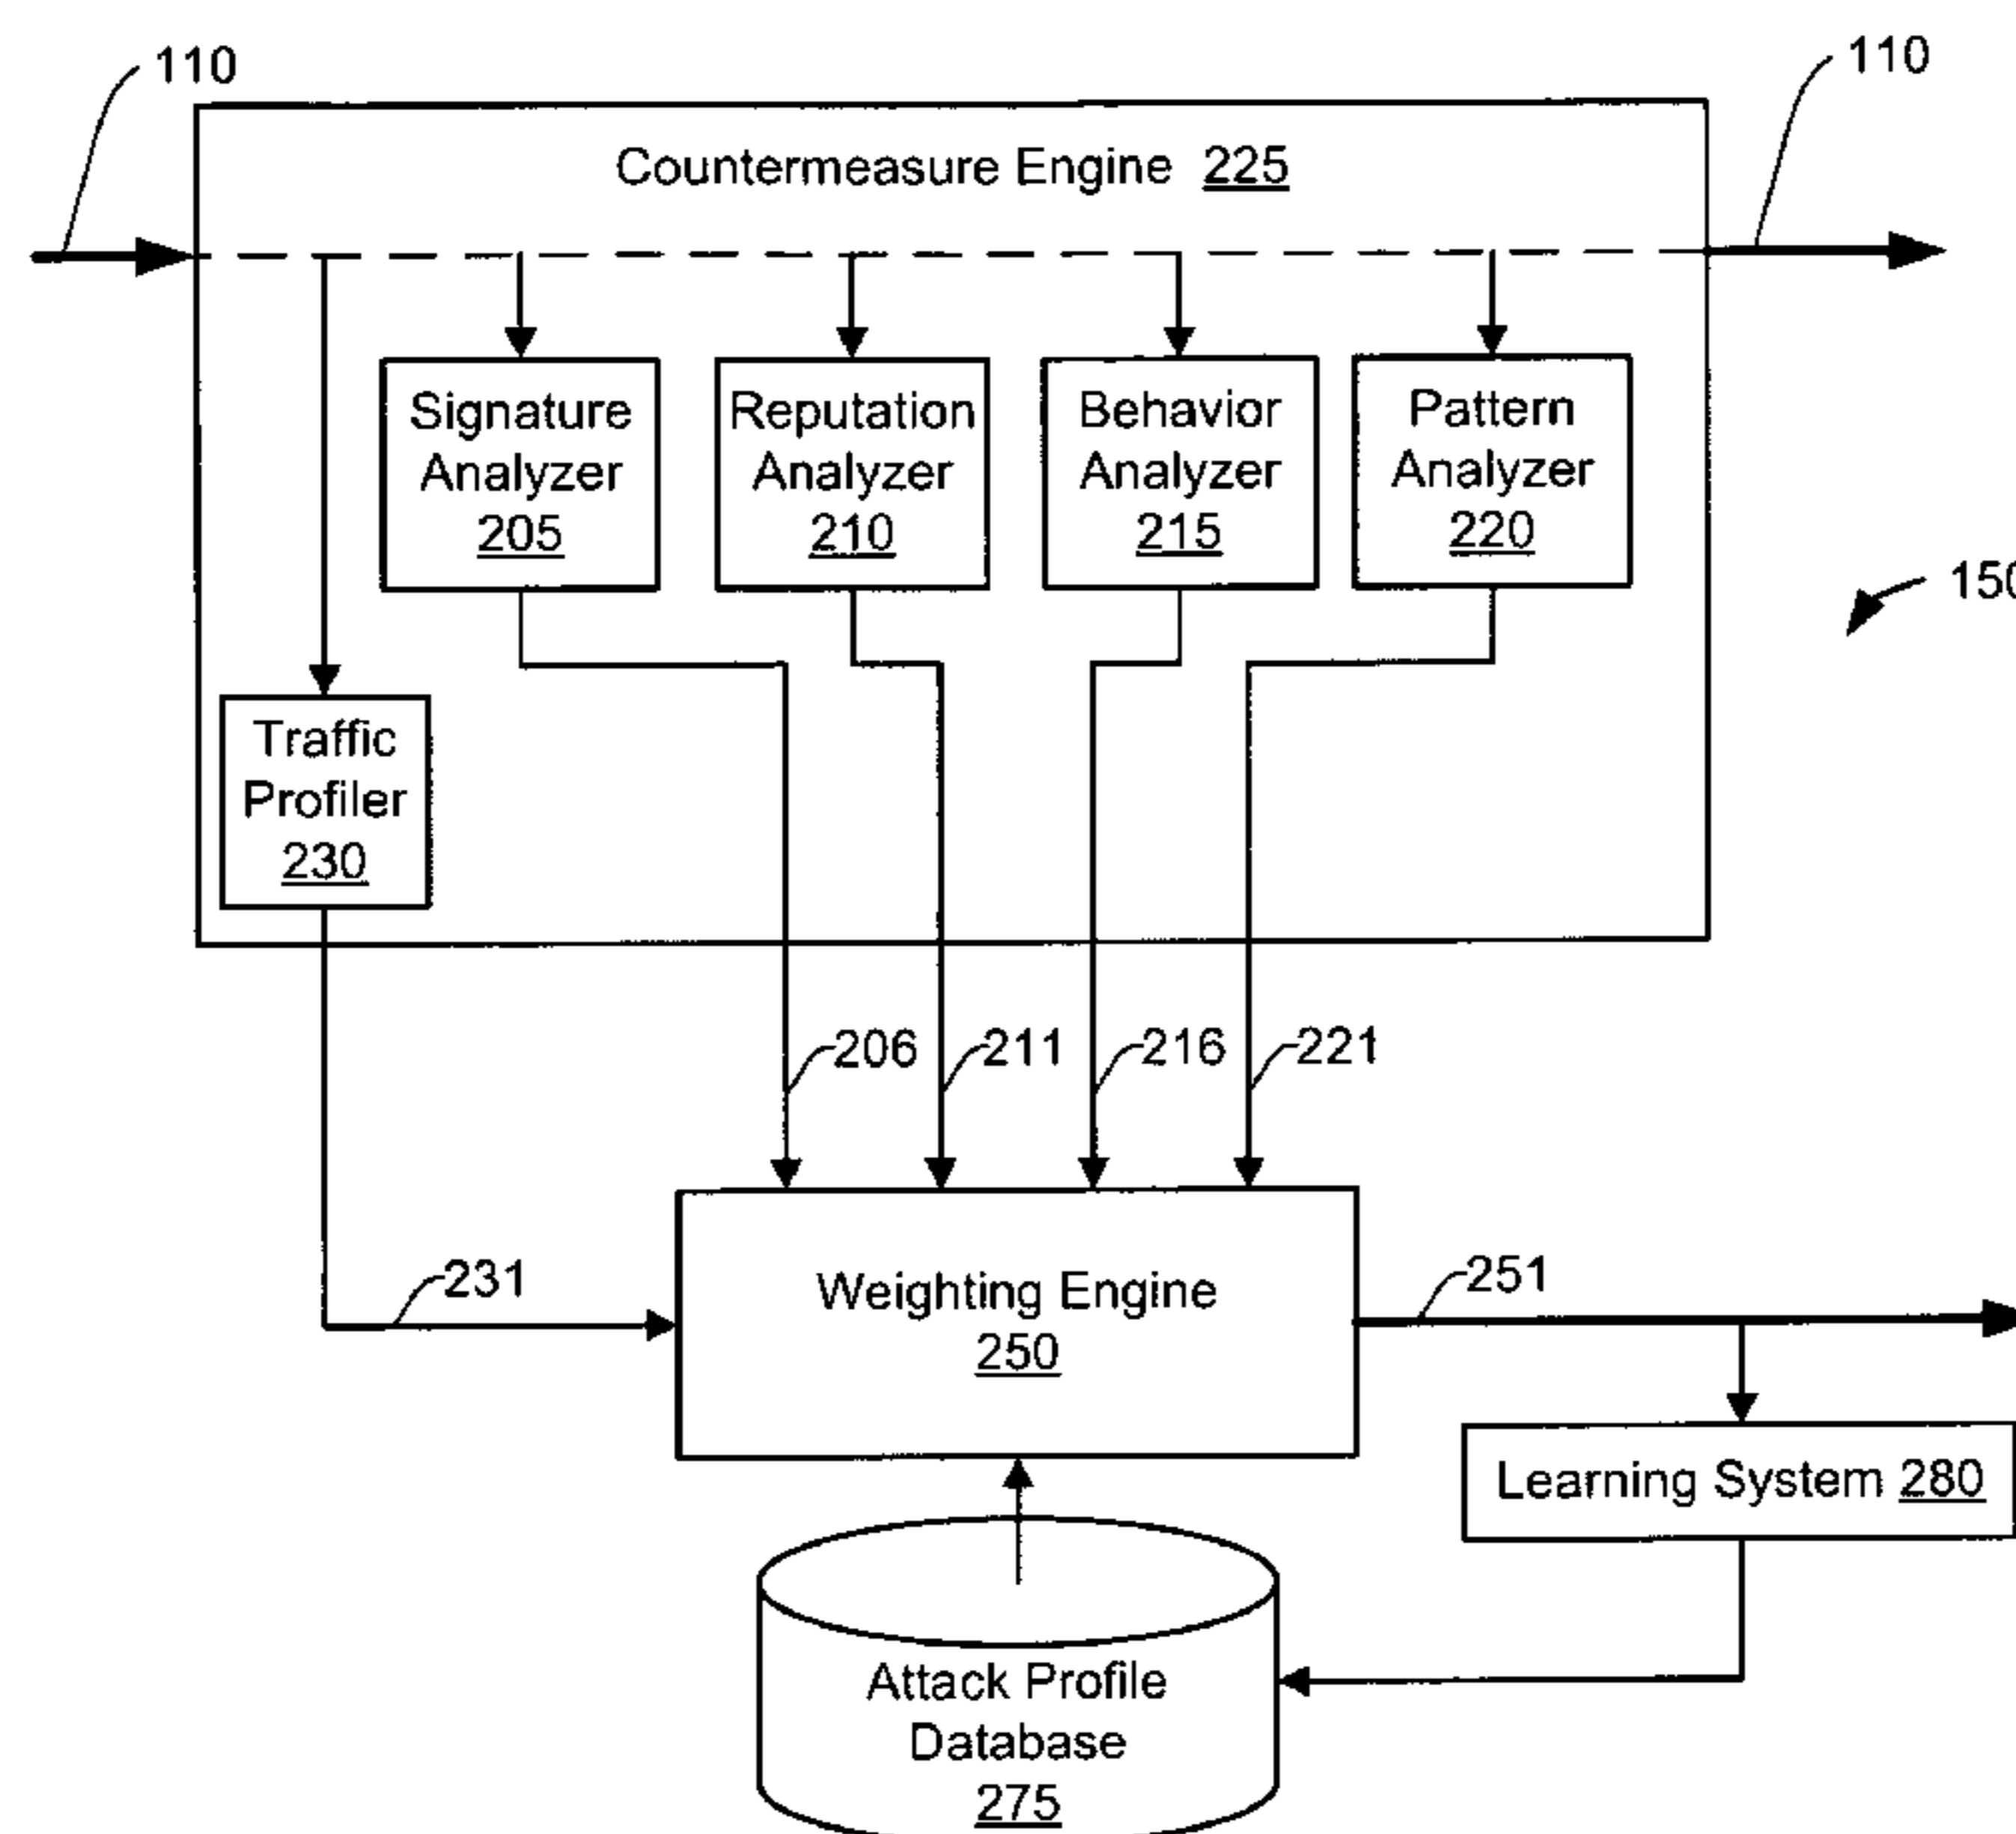 110
110
Countermeasure Engine 225
Signature
Analyzer
205
Reputation
Analyzer
210
Behavior
Analyzer
215
Pattern
Analyzer
220
150
Traffic
Profiler
230
206
211
216
221
231
Weighting Engine
250
251
Learning System 280
Attack Profile
Database
275